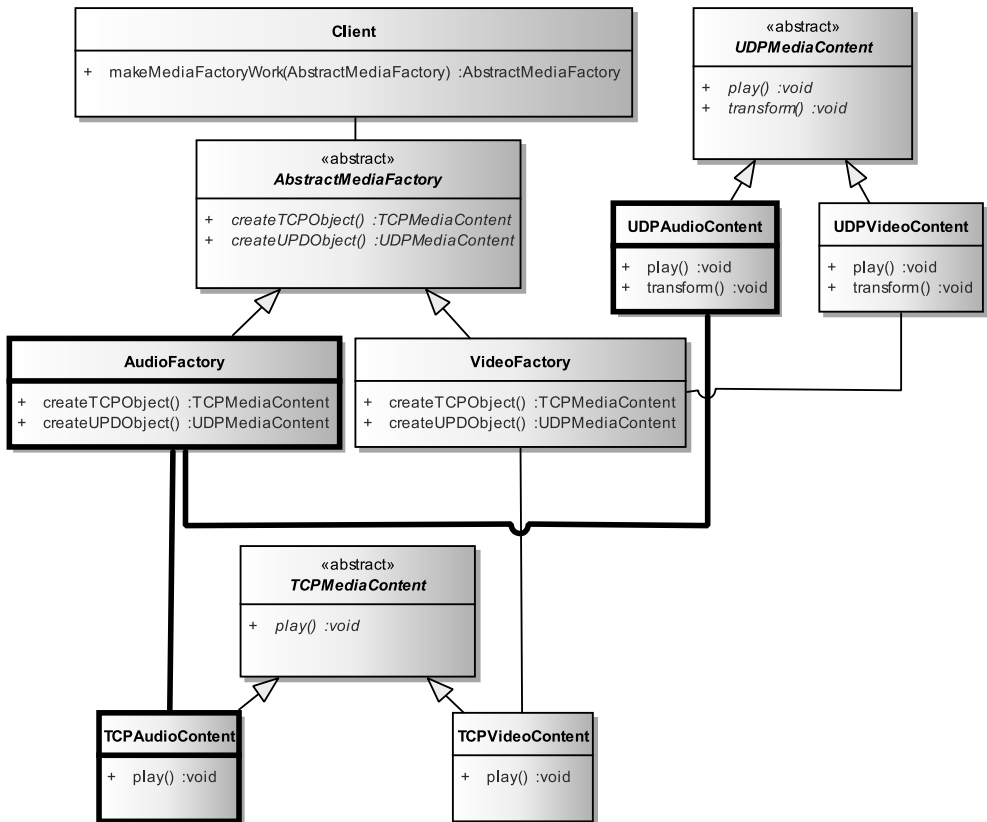 Client
+ makeMediaFactoryWork(AbstractMediaFactory) :AbstractMediaFactory
«abstract»
UDPMediaContent
+ play() :void
+ transform() :void
«abstract»
AbstractMediaFactory
+ createTCPObject() :TCPMediaContent
+ createUPDObject() :UDPMediaContent
UDPAudioContent
+ play() :void
+ transform() :void
UDPVideoContent
+ play() :void
+ transform() :void
AudioFactory
+ createTCPObject() :TCPMediaContent
+ createUPDObject() :UDPMediaContent
VideoFactory
+ createTCPObject() :TCPMediaContent
+ createUPDObject() :UDPMediaContent
«abstract»
TCPMediaContent
+ play() :void
TCPAudioContent
+ play() :void
TCPVideoContent
+ play() :void